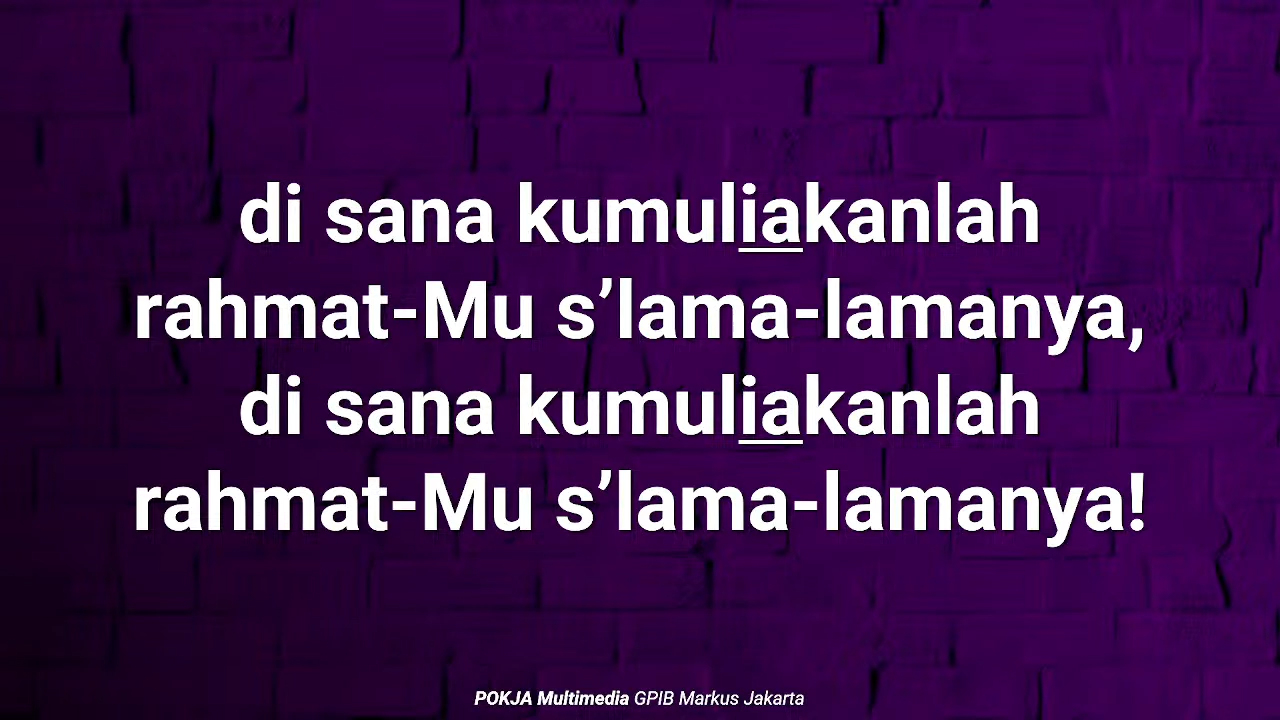 di sana kumuliakanlah
rahmat-Mu s’lama-lamanya,
di sana kumuliakanlah
rahmat-Mu s’lama-lamanya!
POKJA Multimedia GPIB Markus Jakarta